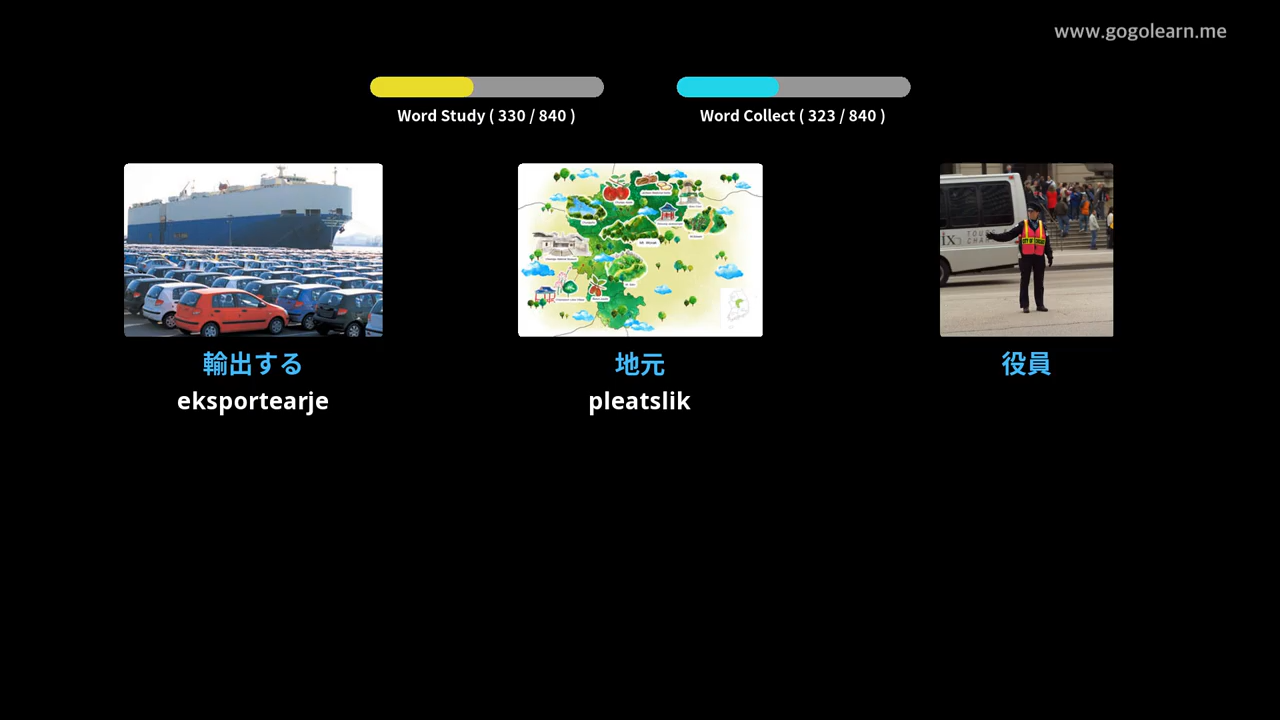 www.gogolearn.me
Word Study ( 330 / 840 )
Word Collect ( 323 / 840 )
輸出する
eksportearje
地元
pleatslik
役員